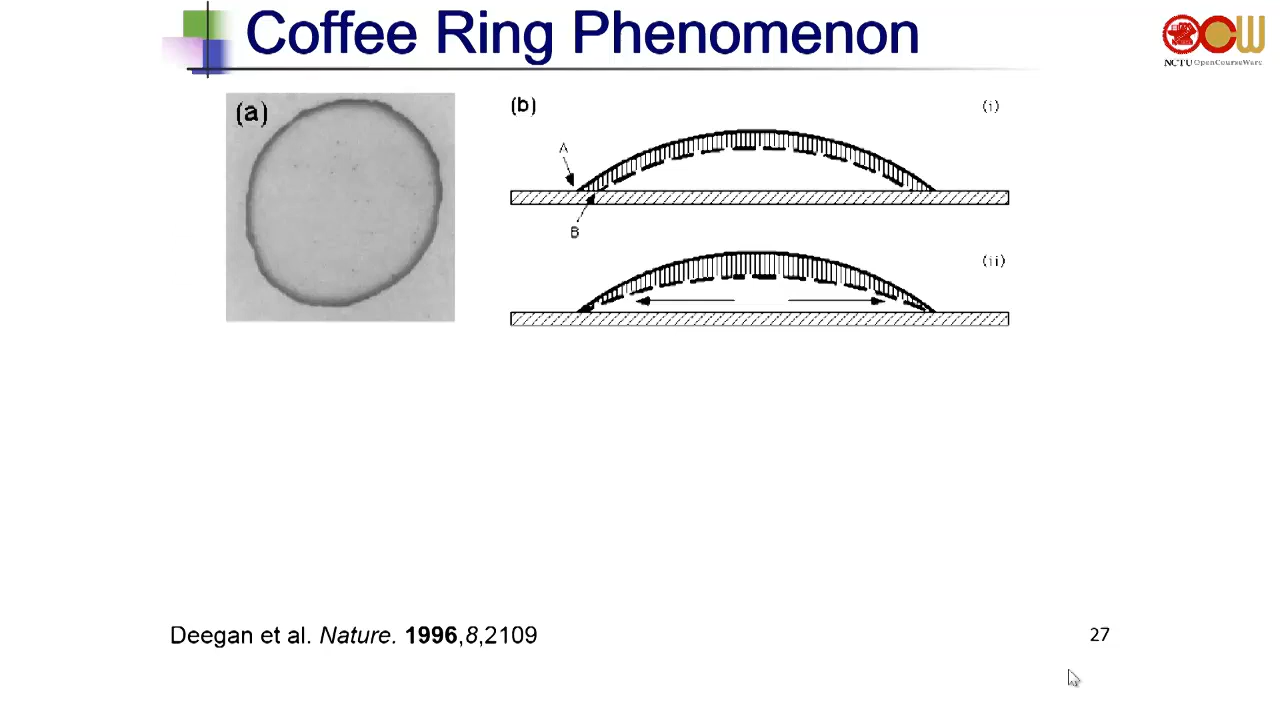 Coffee Ring Phenomenon
NCTU OpenCourseWare
(a)
(b)
(i)
A
B
(ii)
Deegan et al. Nature. 1996,8,2109
27